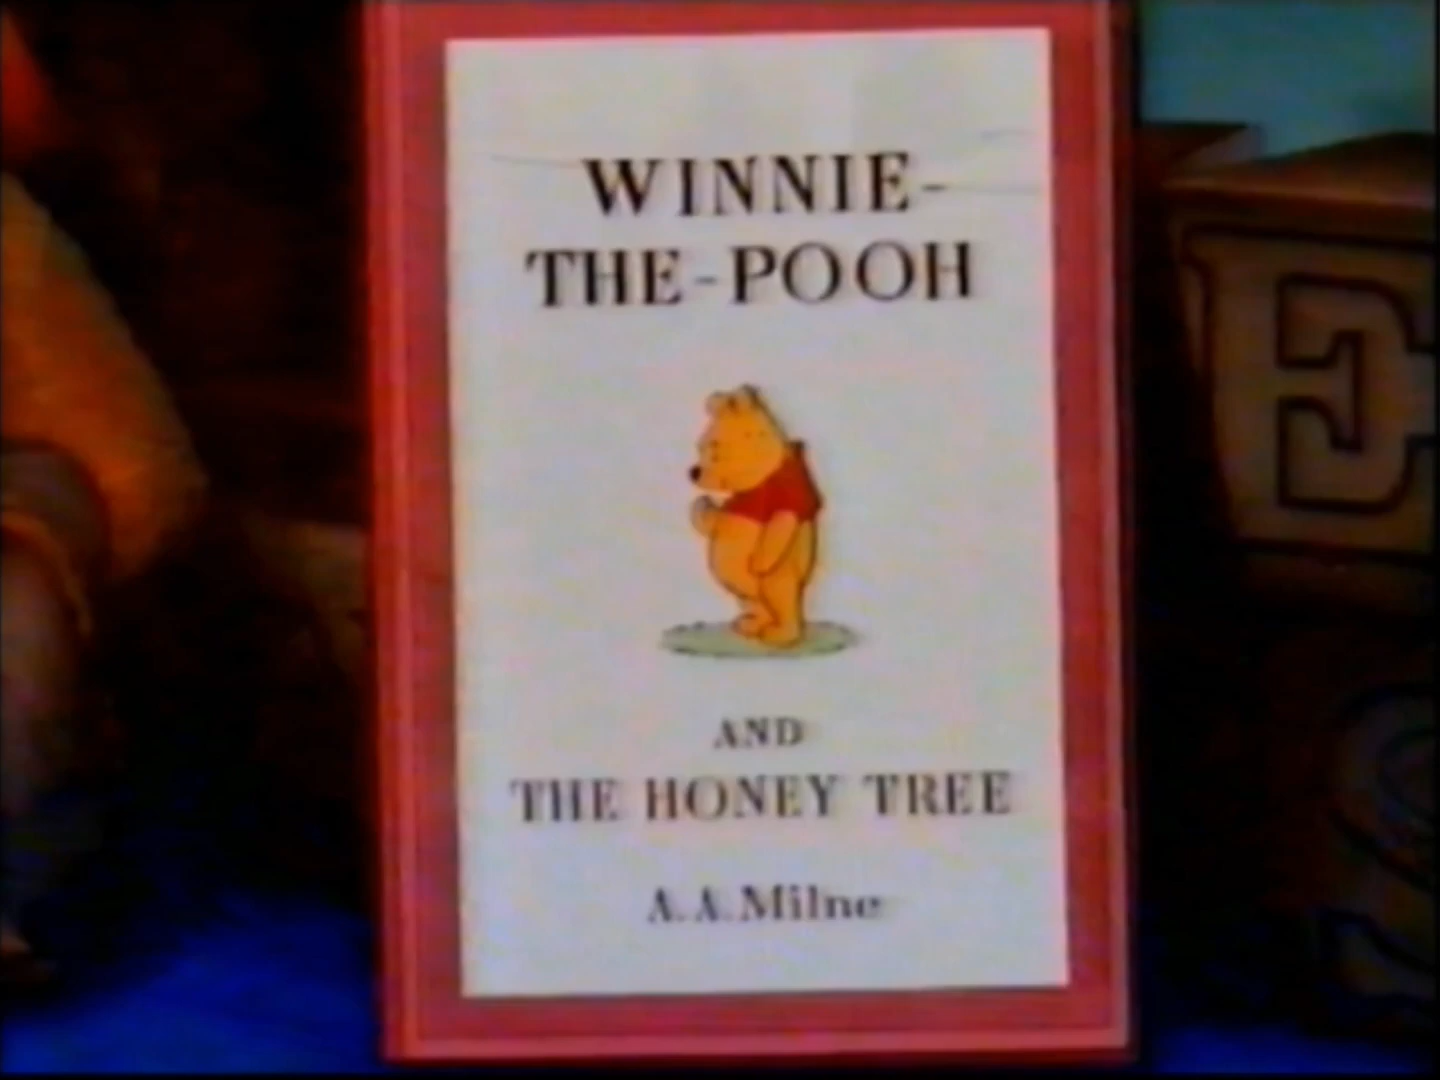 WINNIE-
THE-POOH
AND
THE HONEY TREE
A. A. Milne
E
S